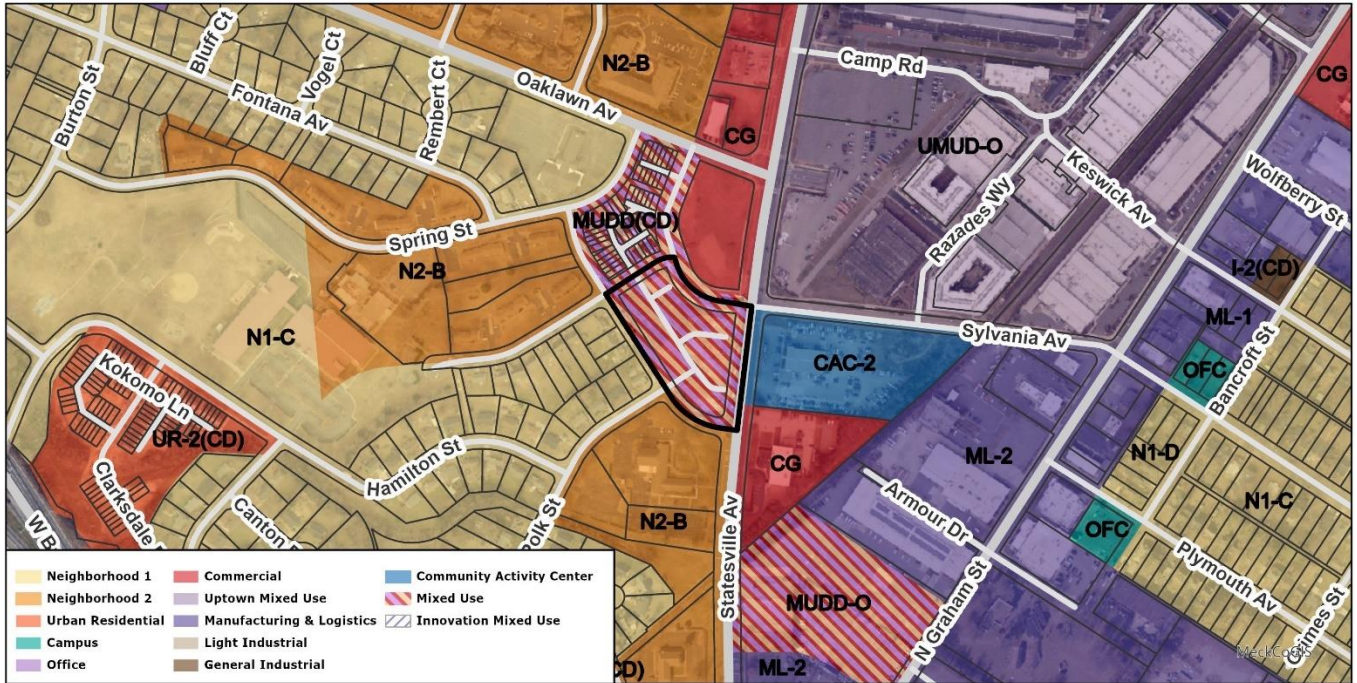 Burton St
Bluff Ct
Vogel Ct
Fontana Av
Rembert Ct
Oaklawn Av
N2-B
CG
Camp Rd
UMUD-O
Keswick Av
Razades Wy
CG
Wolfberry St
MUDD(CD)
Spring St
N2-B
I-2(CD)
ML-1
N1-C
Sylvania Av
CAC-2
OFC
Bancroft St
Kokomo Ln
UR-2(CD)
Hamilton St
CG
ML-2
N1-D
N1-C
Clarksdale
Canton
Polk St
N2-B
Statesville Av
Armour Dr
OFC
Plymouth Av
W B
MUDD-O
N Graham St
Grimes St
CD)
ML-2
MeckCoGIS
Neighborhood 1
Neighborhood 2
Urban Residential
Campus
Office
Commercial
Uptown Mixed Use
Manufacturing & Logistics
Light Industrial
General Industrial
Community Activity Center
Mixed Use
Innovation Mixed Use